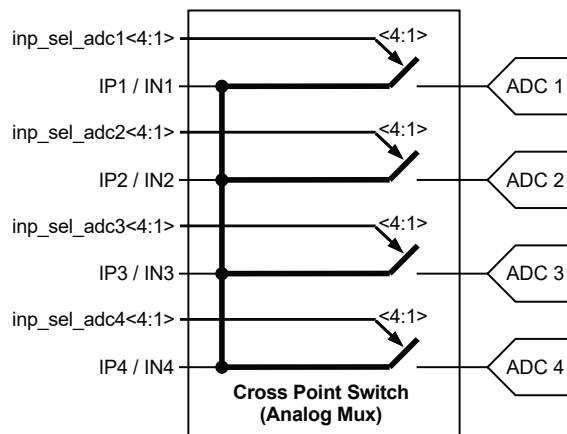 inp_sel_adc1<4:1>
<4:1>
IP1 / IN1
ADC 1
inp_sel_adc2<4:1>
<4:1>
IP2 / IN2
ADC 2
inp_sel_adc3<4:1>
<4:1>
IP3 / IN3
ADC 3
inp_sel_adc4<4:1>
<4:1>
IP4 / IN4
ADC 4
Cross Point Switch
(Analog Mux)